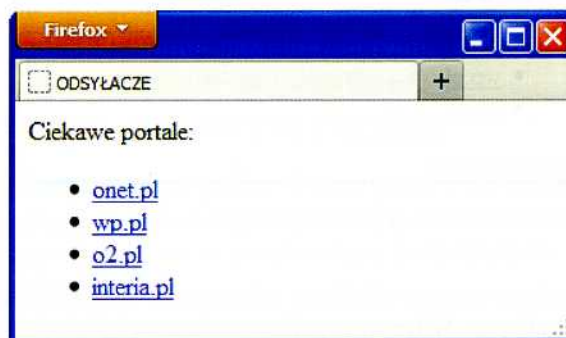 Firefox
ODSYŁACZE
Ciekawe portale:
onet.pl
wp.pl
o2.pl
interia.pl